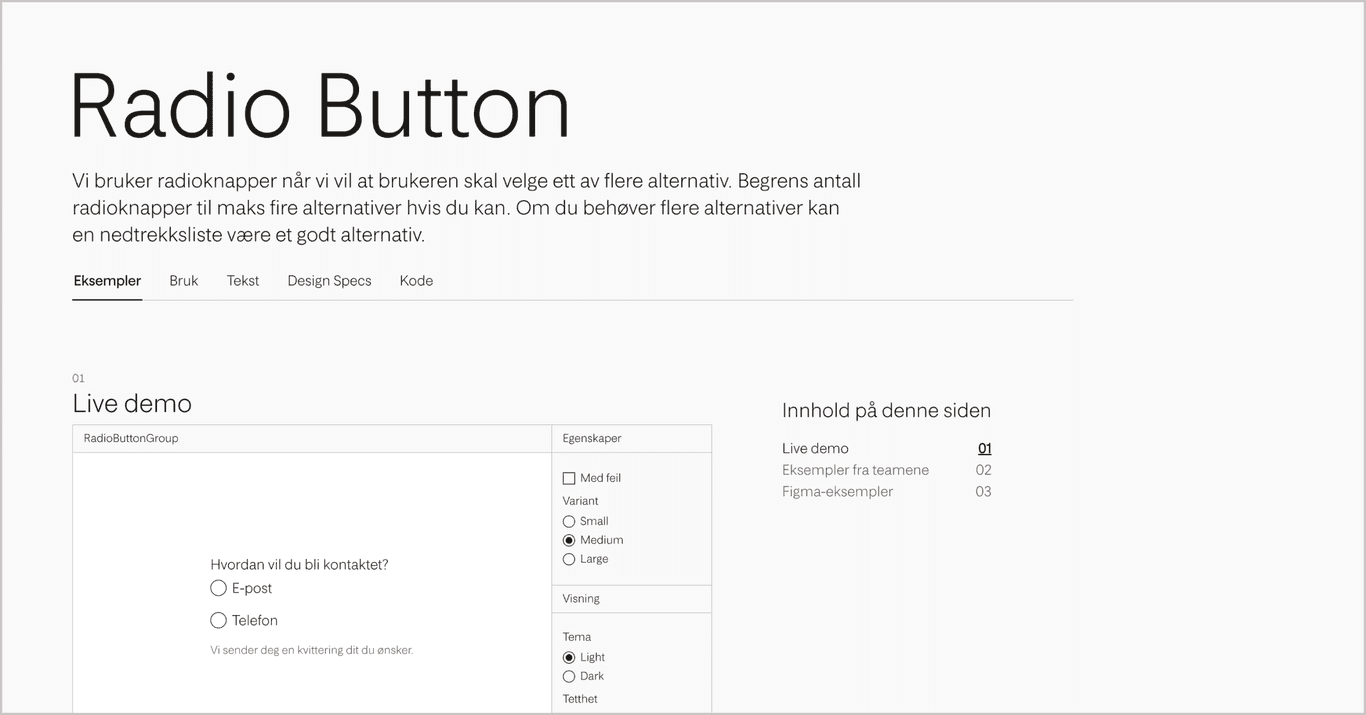 Radio Button
Vi bruker radioknapper når vi vil at brukeren skal velge ett av flere alternativ. Begrens antall
radioknapper til maks fire alternativer hvis du kan. Om du behøver flere alternativer kan
en nedtrekksliste være et godt alternativ.
Eksempler Bruk Tekst Design Specs Kode
01
Live demo
RadioButtonGroup
Hvordan vil du bli kontaktet?
E-post
Telefon
Vi sender deg en kvittering dit du ønsker.
Egenskaper
Med feil
Variant
Small
Medium
Large
Visning
Tema
Light
Dark
Tetthet
Innhold på denne siden
Live demo 01
Eksempler fra teamene 02
Figma-eksempler 03